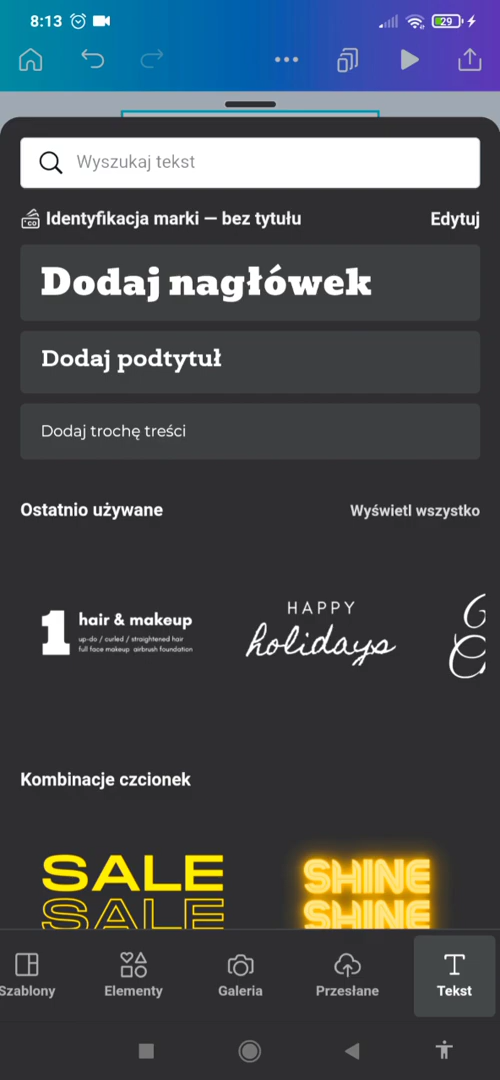 8:13
29
Wyszukaj tekst
CO
Identyfikacja marki — bez tytułu
Edytuj
Dodaj nagłówek
Dodaj podtytuł
Dodaj trochę treści
Ostatnio używane
Wyświetl wszystko
1
hair & makeup
up-do / curled / straightened hair
full face makeup airbrush foundation
HAPPY
holidays
Kombinacje czcionek
SALE
SALE
SHINE
SHINE
Szablony
Elementy
Galeria
Przesłane
Tekst